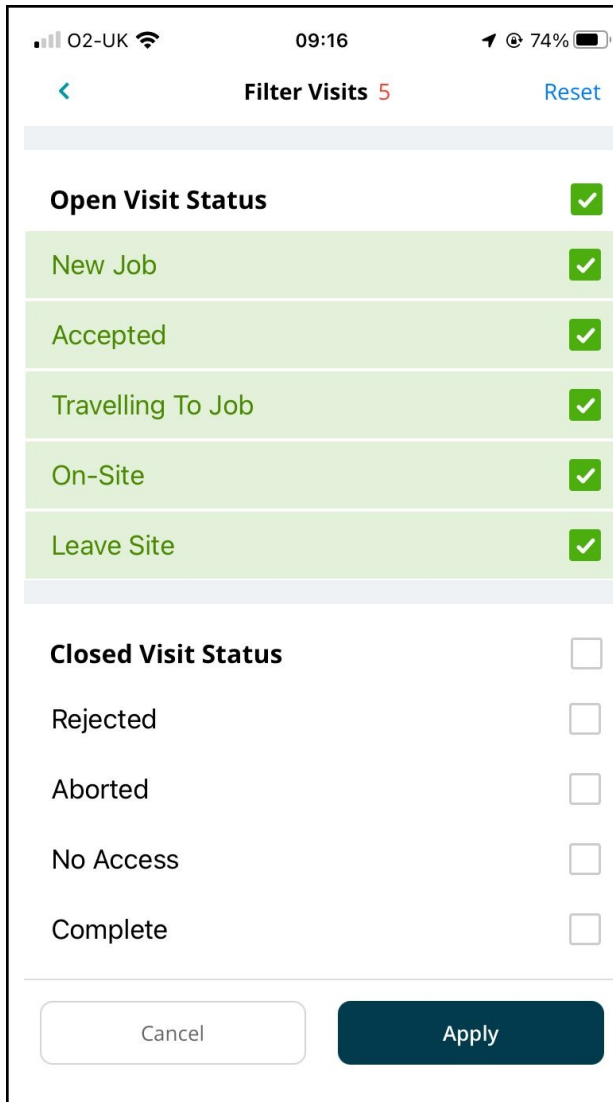 O2-UK 09:16 74%
Filter Visits 5 Reset
Open Visit Status
New Job
Accepted
Travelling To Job
On-Site
Leave Site
Closed Visit Status
Rejected
Aborted
No Access
Complete
Cancel Apply